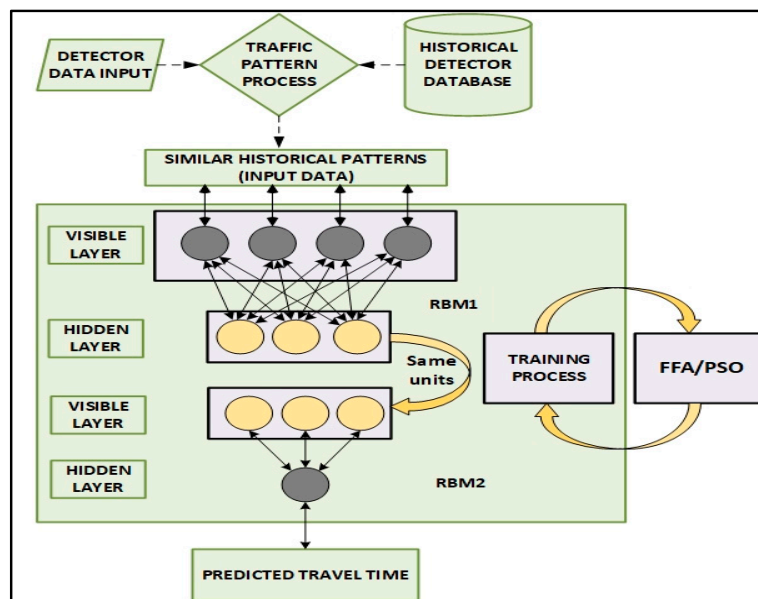 DETECTOR
DATA INPUT
TRAFFIC
PATTERN
PROCESS
HISTORICAL
DETECTOR
DATABASE
SIMILAR HISTORICAL PATTERNS
(INPUT DATA)
VISIBLE
LAYER
RBM1
HIDDEN
LAYER
Same
units
TRAINING
PROCESS
FFA/PSO
VISIBLE
LAYER
HIDDEN
LAYER
RBM2
PREDICTED TRAVEL TIME